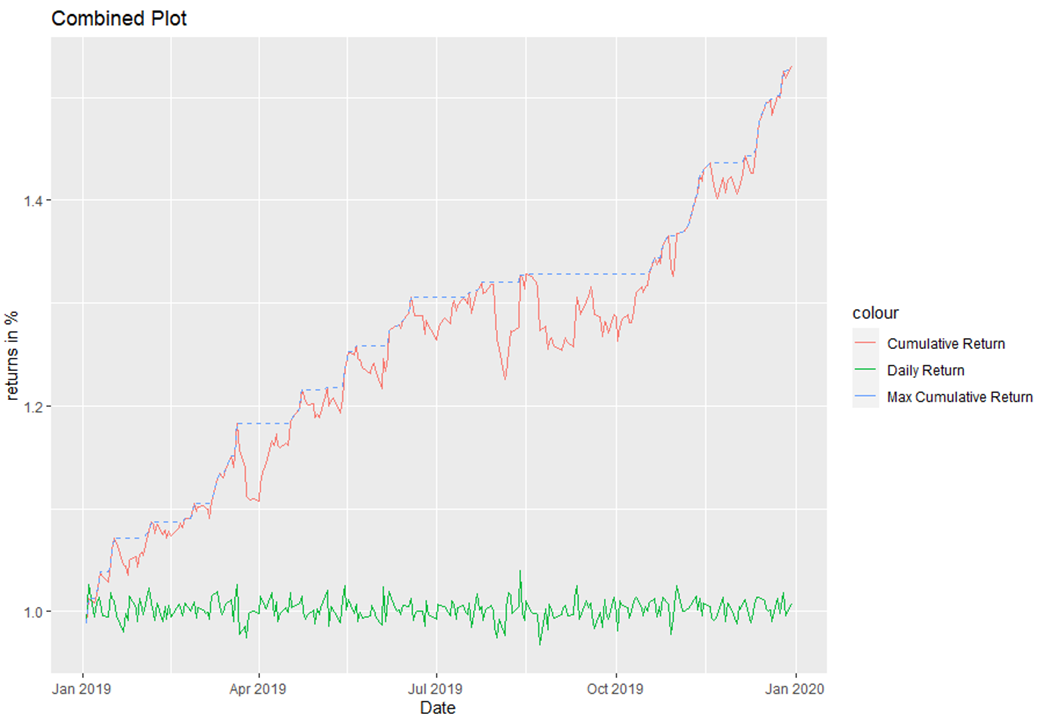 Combined Plot
returns in %
1.4
1.2
1.0
Jan 2019 Apr 2019 Jul 2019 Oct 2019 Jan 2020
Date
colour
Cumulative Return
Daily Return
Max Cumulative Return